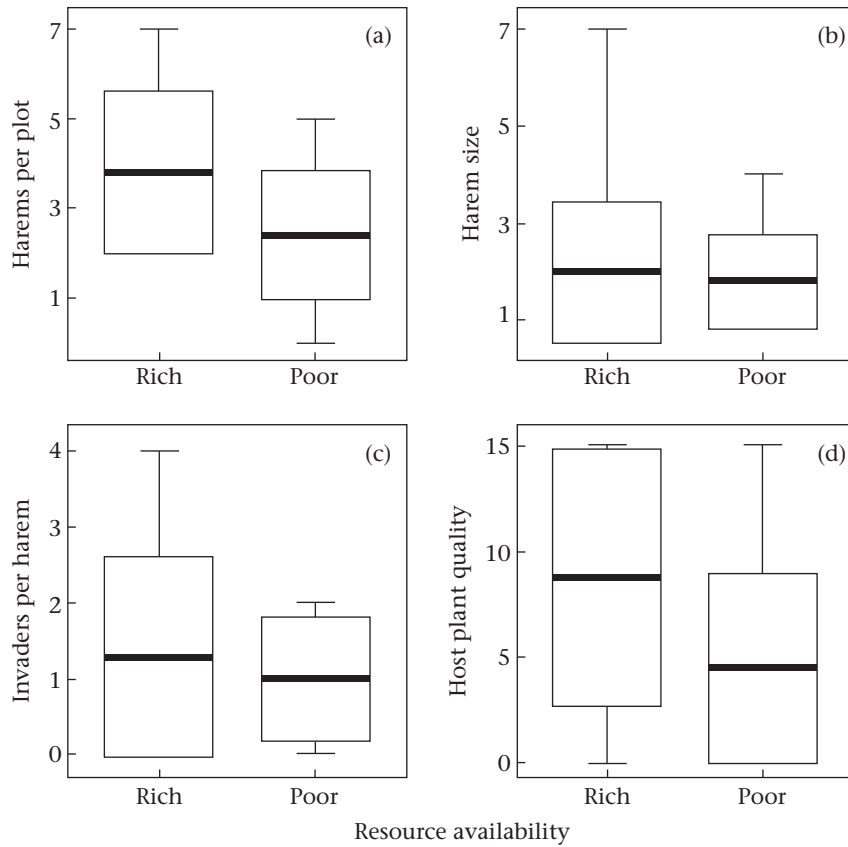 (a)
Harems per plot
7
5
3
1
Rich Poor
(b)
Harem size
7
5
3
1
Rich Poor
(c)
Invaders per harem
4
3
2
1
0
Rich Poor
(d)
Host plant quality
15
10
5
0
Rich Poor
Resource availability